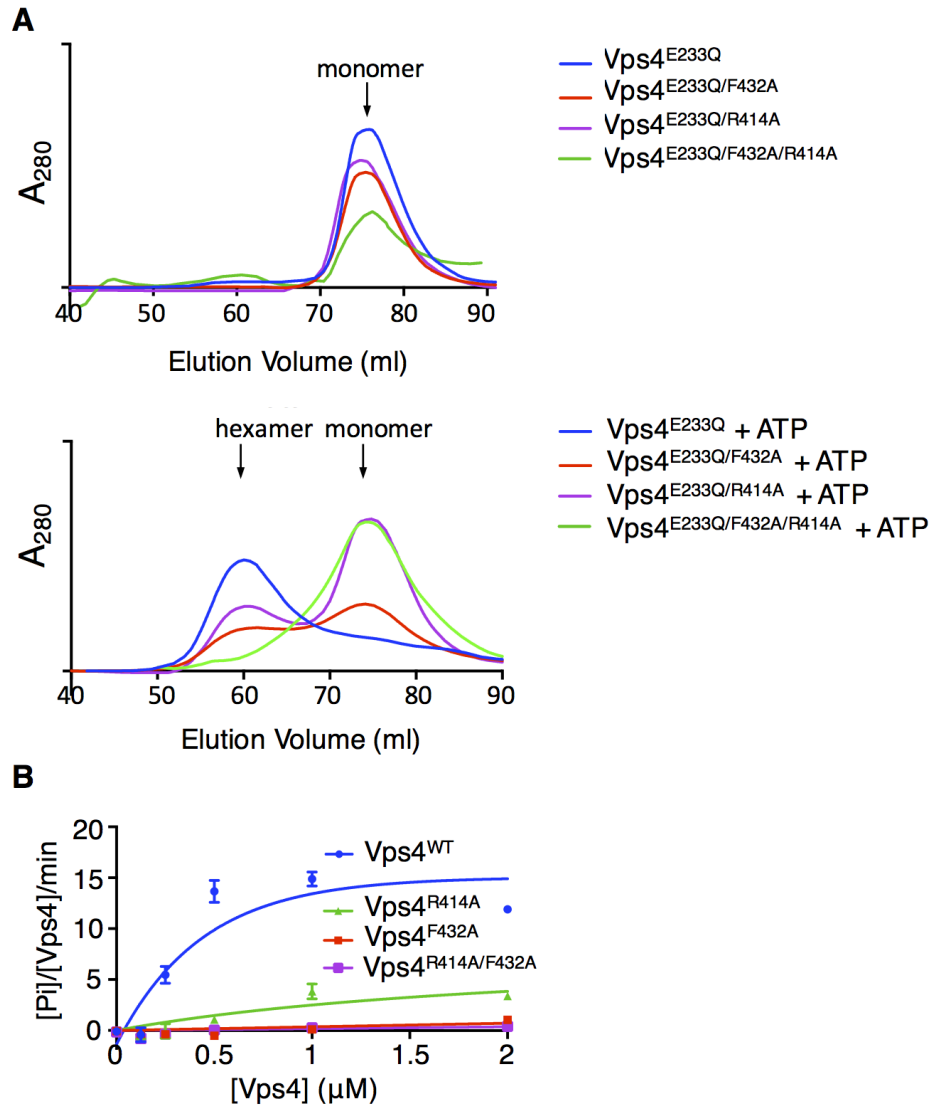 A
monomer
A280
40 50 60 70 80 90
Elution Volume (ml)
Vps4E233Q
Vps4E233Q/F432A
Vps4E233Q/R414A
Vps4E233Q/F432A/R414A
hexamer monomer
A280
40 50 60 70 80 90
Elution Volume (ml)
Vps4E233Q + ATP
Vps4E233Q/F432A + ATP
Vps4E233Q/R414A + ATP
Vps4E233Q/F432A/R414A + ATP
B
[Pi]/[Vps4]/min
20
15
10
5
0
Vps4WT
Vps4R414A
Vps4F432A
Vps4R414A/F432A
0 0.5 1 1.5 2
[Vps4] (μM)